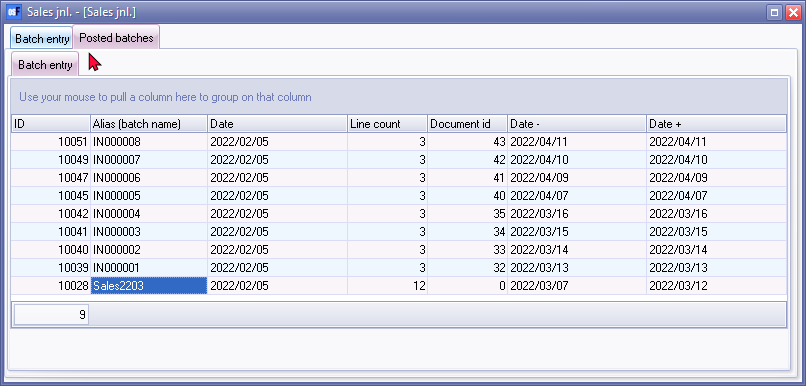 Sales jnl. - [Sales jnl.]
Batch entry Posted batches
Batch entry
Use your mouse to pull a column here to group on that column
ID Alias (batch name) Date Line count Document id Date - Date +
10051 IN000008 2022/02/05 3 43 2022/04/11 2022/04/11
10049 IN000007 2022/02/05 3 42 2022/04/10 2022/04/10
10047 IN000006 2022/02/05 3 41 2022/04/09 2022/04/09
10045 IN000005 2022/02/05 3 40 2022/04/07 2022/04/07
10042 IN000004 2022/02/05 3 35 2022/03/16 2022/03/16
10041 IN000003 2022/02/05 3 34 2022/03/15 2022/03/15
10040 IN000002 2022/02/05 3 33 2022/03/14 2022/03/14
10039 IN000001 2022/02/05 3 32 2022/03/13 2022/03/13
10028 Sales2203 2022/02/05 12 0 2022/03/07 2022/03/12
9